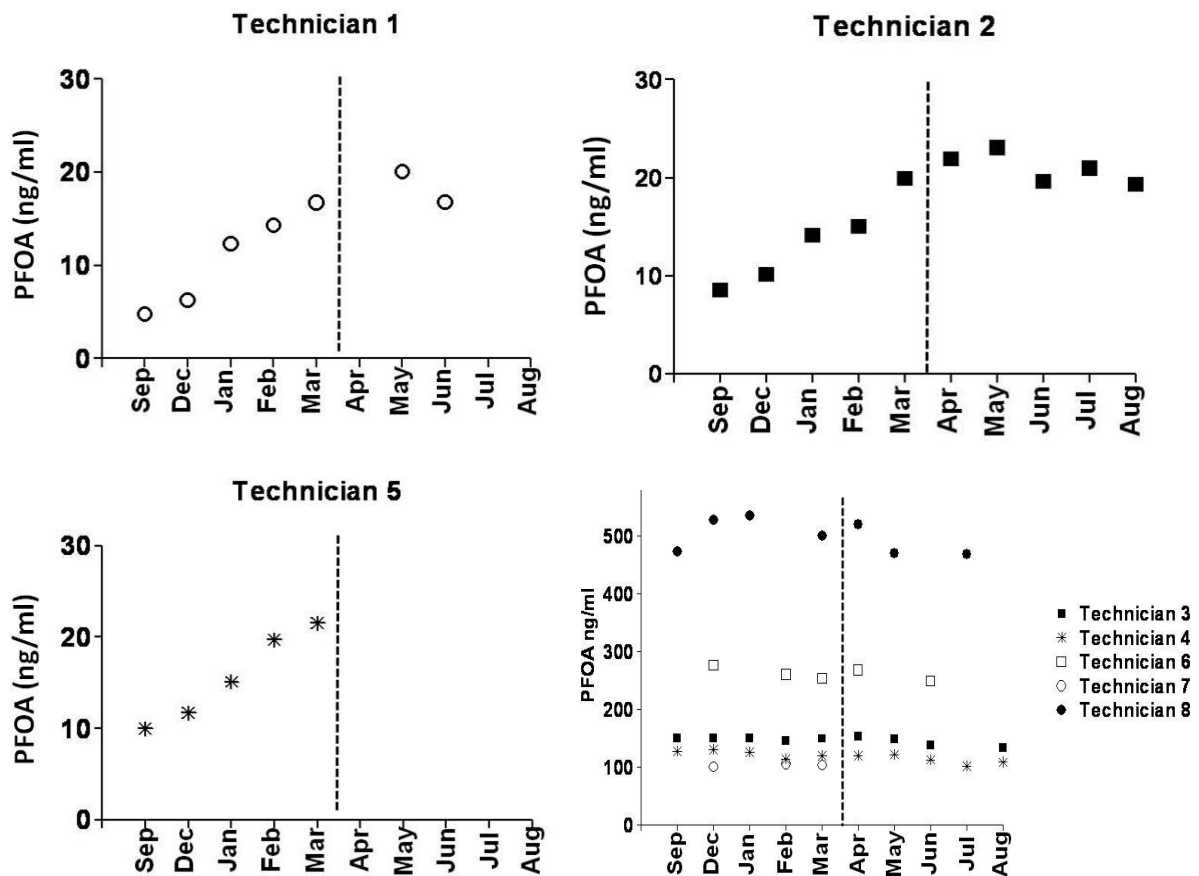 Technician 1
PFOA (ng/ml)
30
20
10
0
Sep
Dec
Jan
Feb
Mar
Apr
May
Jun
Jul
Aug
Technician 2
PFOA (ng/ml)
30
20
10
0
Sep
Dec
Jan
Feb
Mar
Apr
May
Jun
Jul
Aug
Technician 5
PFOA (ng/ml)
30
20
10
0
Sep
Dec
Jan
Feb
Mar
Apr
May
Jun
Jul
Aug
PFOA ng/ml
500
400
300
200
100
0
Sep
Dec
Jan
Feb
Mar
Apr
May
Jun
Jul
Aug
Technician 3
Technician 4
Technician 6
Technician 7
Technician 8